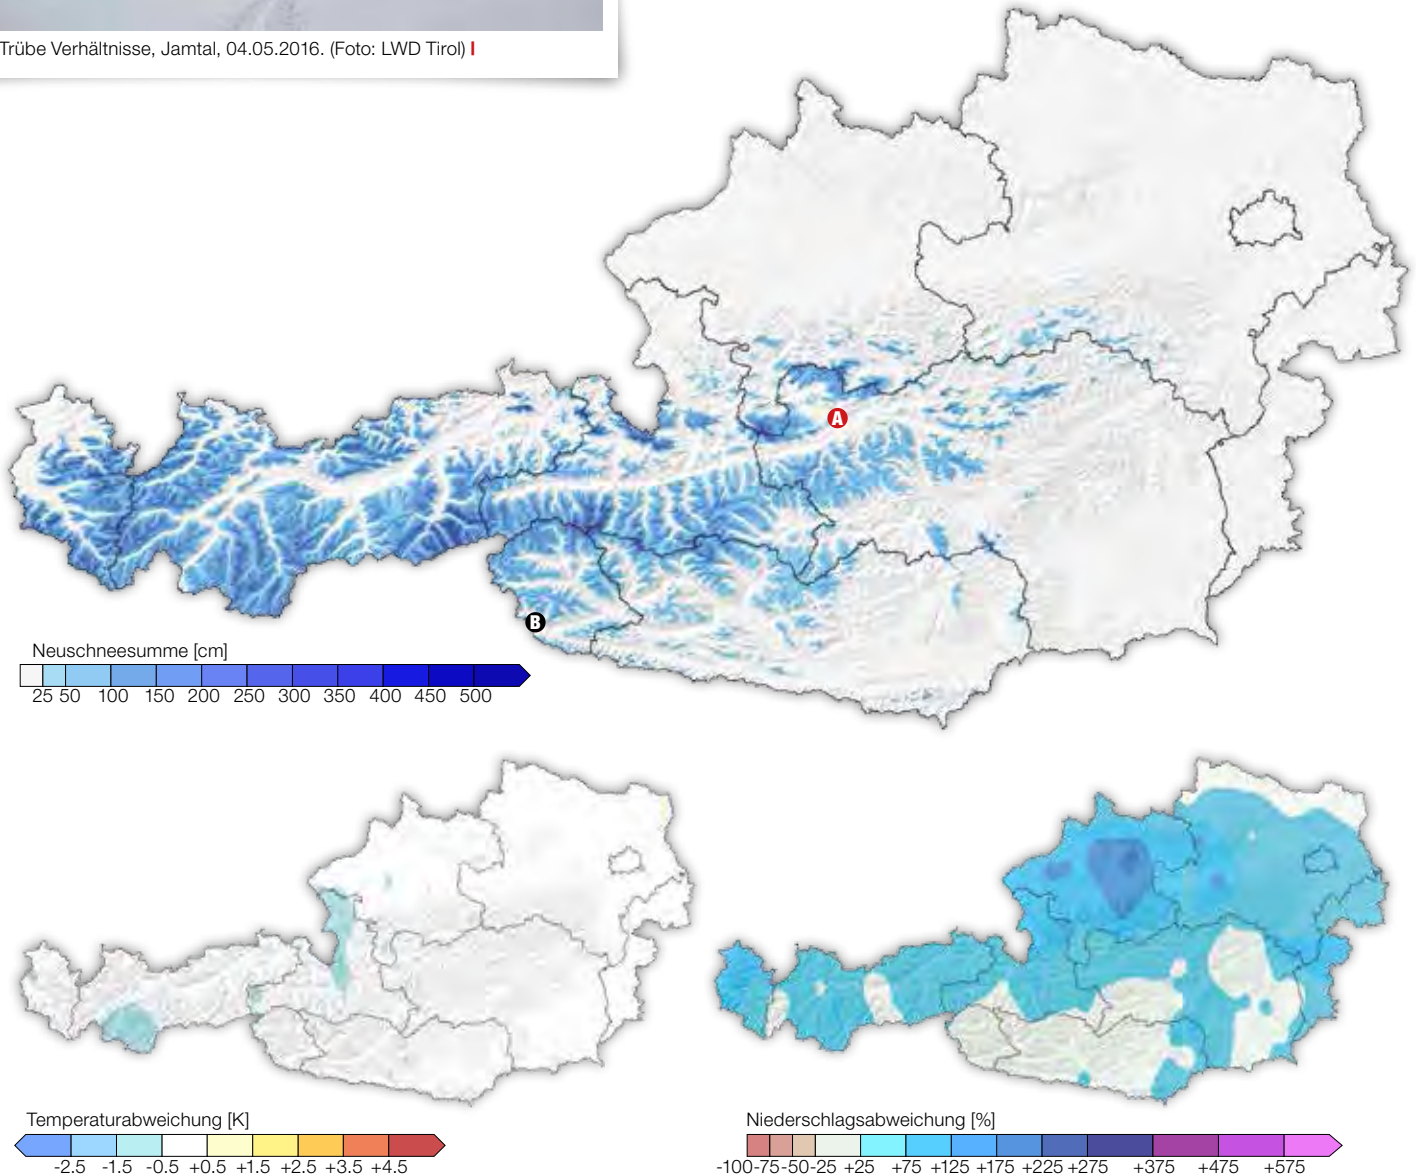 Trübe Verhältnisse, Jamtal, 04.05.2016. (Foto: LWD Tirol) I
A
B
Neuschneesumme [cm]
25 50 100 150 200 250 300 350 400 450 500
Temperaturabweichung [K]
-2.5 -1.5 -0.5 +0.5 +1.5 +2.5 +3.5 +4.5
Niederschlagsabweichung [%]
-100 -75 -50 -25 +25 +75 +125 +175 +225 +275 +375 +475 +575